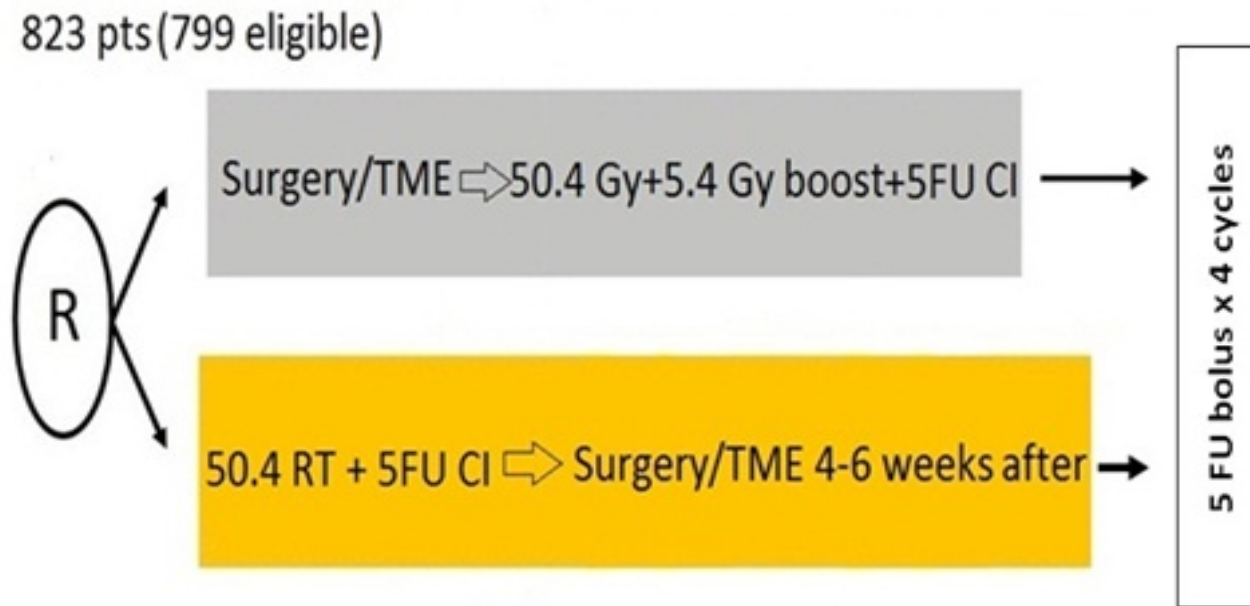 823 pts (799 eligible)
Surgery/TME ⇨ 50.4 Gy+5.4 Gy boost+5FU CI
R
50.4 RT + 5FU CI ⇨ Surgery/TME 4-6 weeks after
5 FU bolus x 4 cycles